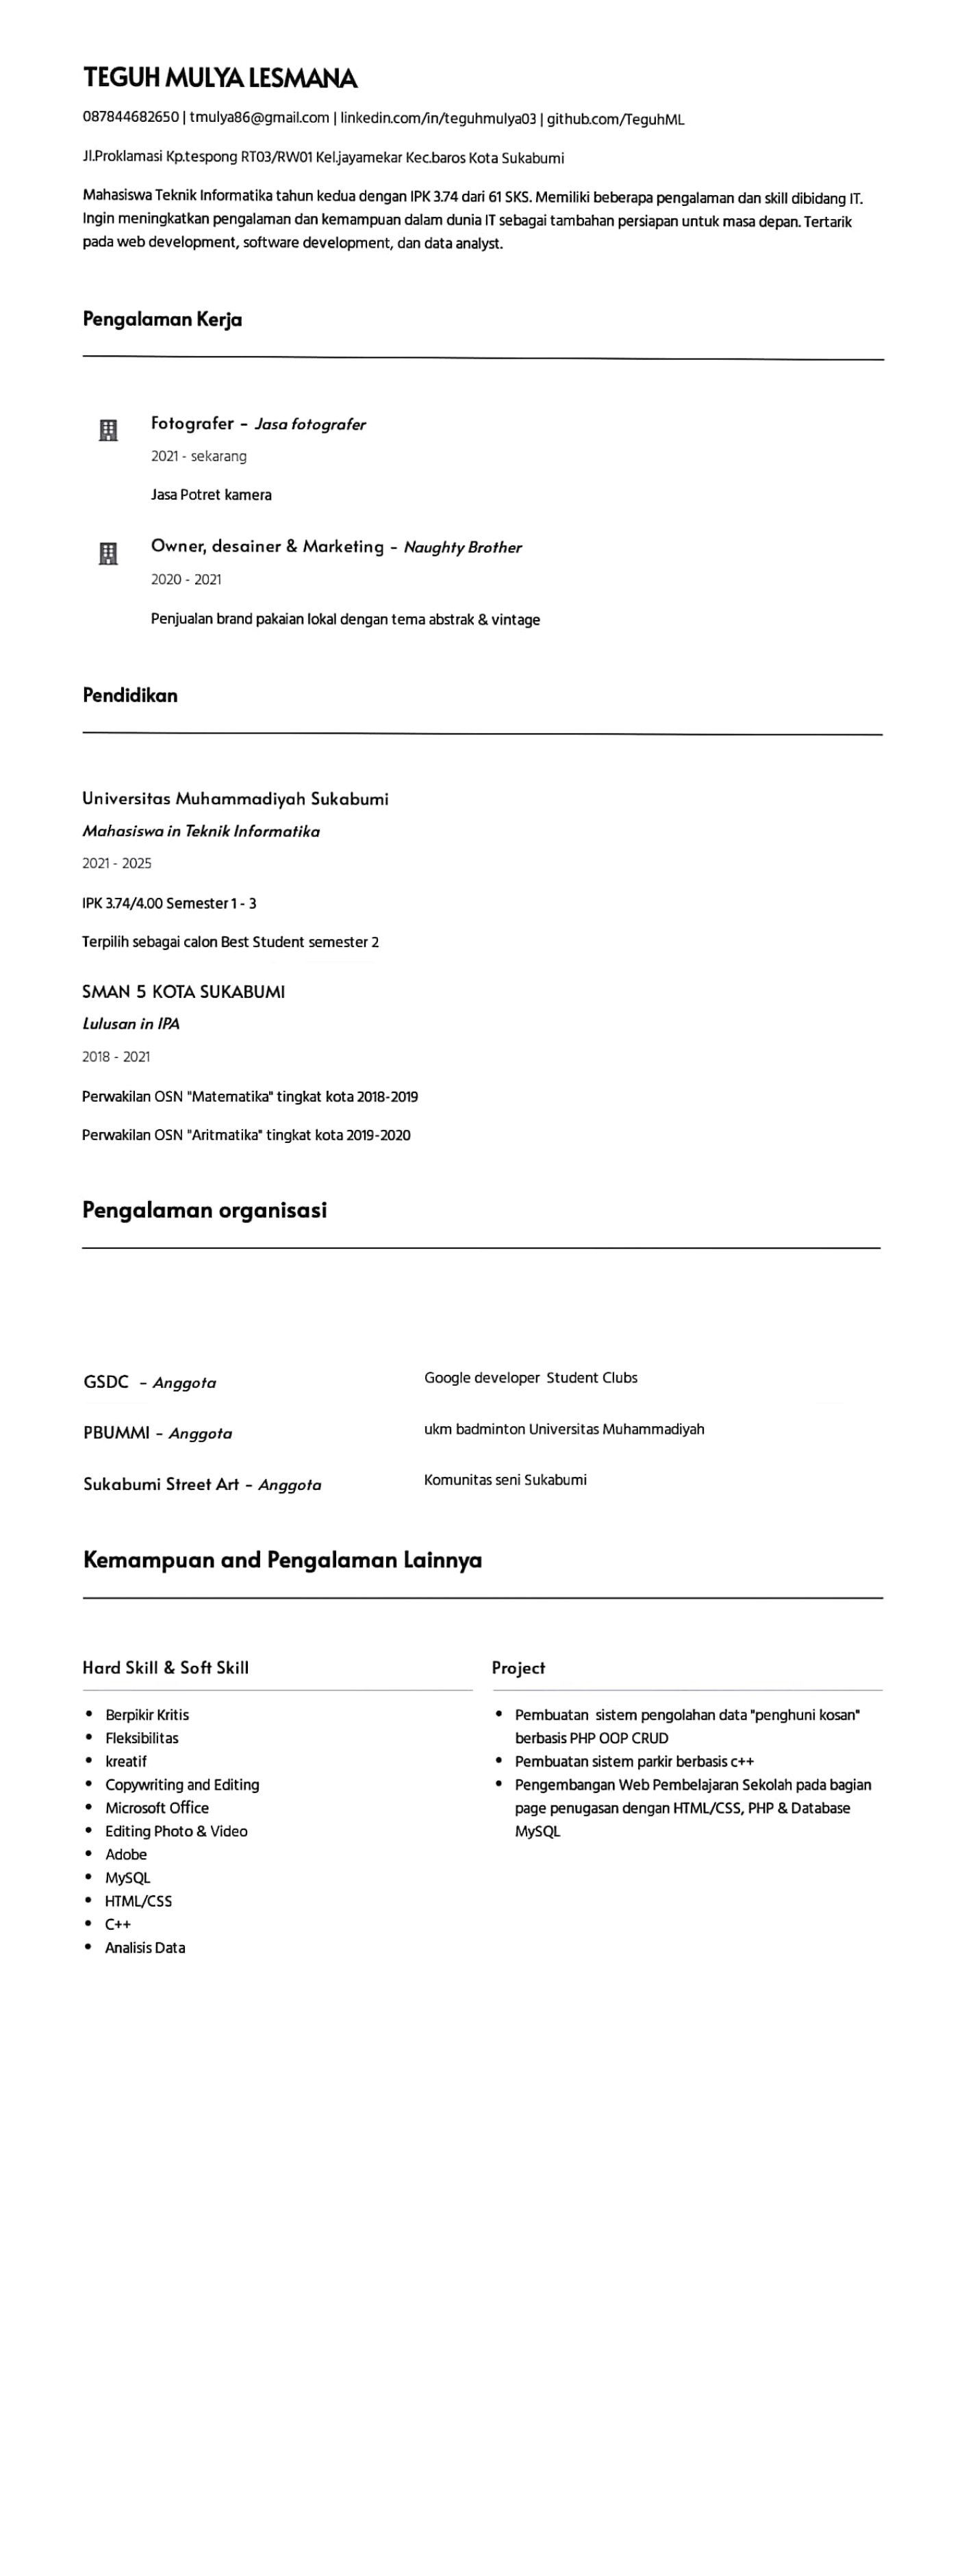 TEGUH MULYA LESMANA
087844682650 | tmulya86@gmail.com | linkedin.com/in/teguhmulya03 | github.com/TeguhML
Jl.Proklamasi Kp.tespong RT03/RW01 Kel.jayamekar Kec.baros Kota Sukabumi
Mahasiswa Teknik Informatika tahun kedua dengan IPK 3.74 dari 61 SKS. Memiliki beberapa pengalaman dan skill dibidang IT.
Ingin meningkatkan pengalaman dan kemampuan dalam dunia IT sebagai tambahan persiapan untuk masa depan. Tertarik
pada web development, software development, dan data analyst.
Pengalaman Kerja
Fotografer - Jasa fotografer
2021 - sekarang
Jasa Potret kamera
Owner, desainer & Marketing - Naughty Brother
2020 - 2021
Penjualan brand pakaian lokal dengan tema abstrak & vintage
Pendidikan
Universitas Muhammadiyah Sukabumi
Mahasiswa in Teknik Informatika
2021 - 2025
IPK 3.74/4.00 Semester 1 - 3
Terpilih sebagai calon Best Student semester 2
SMAN 5 KOTA SUKABUMI
Lulusan in IPA
2018 - 2021
Perwakilan OSN "Matematika" tingkat kota 2018-2019
Perwakilan OSN "Aritmatika" tingkat kota 2019-2020
Pengalaman organisasi
GSDC - Anggota
Google developer Student Clubs
PBUMMI - Anggota
ukm badminton Universitas Muhammadiyah
Sukabumi Street Art - Anggota
Komunitas seni Sukabumi
Kemampuan and Pengalaman Lainnya
Hard Skill & Soft Skill
• Berpikir Kritis
• Fleksibilitas
• kreatif
• Copywriting and Editing
• Microsoft Office
• Editing Photo & Video
• Adobe
• MySQL
• HTML/CSS
• C++
• Analisis Data
Project
• Pembuatan sistem pengolahan data "penghuni kosan"
berbasis PHP OOP CRUD
• Pembuatan sistem parkir berbasis c++
• Pengembangan Web Pembelajaran Sekolah pada bagian
page penugasan dengan HTML/CSS, PHP & Database
MySQL